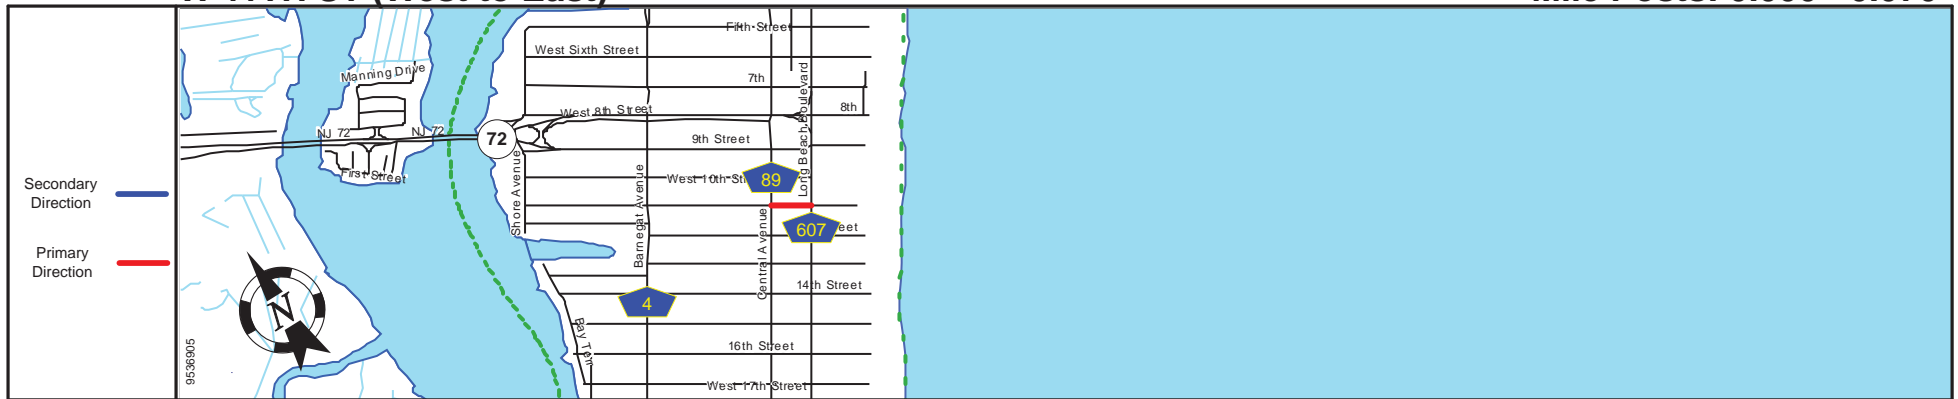 Secondary
Direction
Primary
Direction
Manning Drive
NJ 72
NJ 72
First Street
72
Fifth Street
West Sixth Street
7th
8th
West 8th Street
9th Street
West 10th St
89
607
eet
14th Street
4
16th Street
West 17th Street
Shore Avenue
Barnegat Avenue
Central Avenue
Long Beach Boulevard
Bay Terr
N
9536905